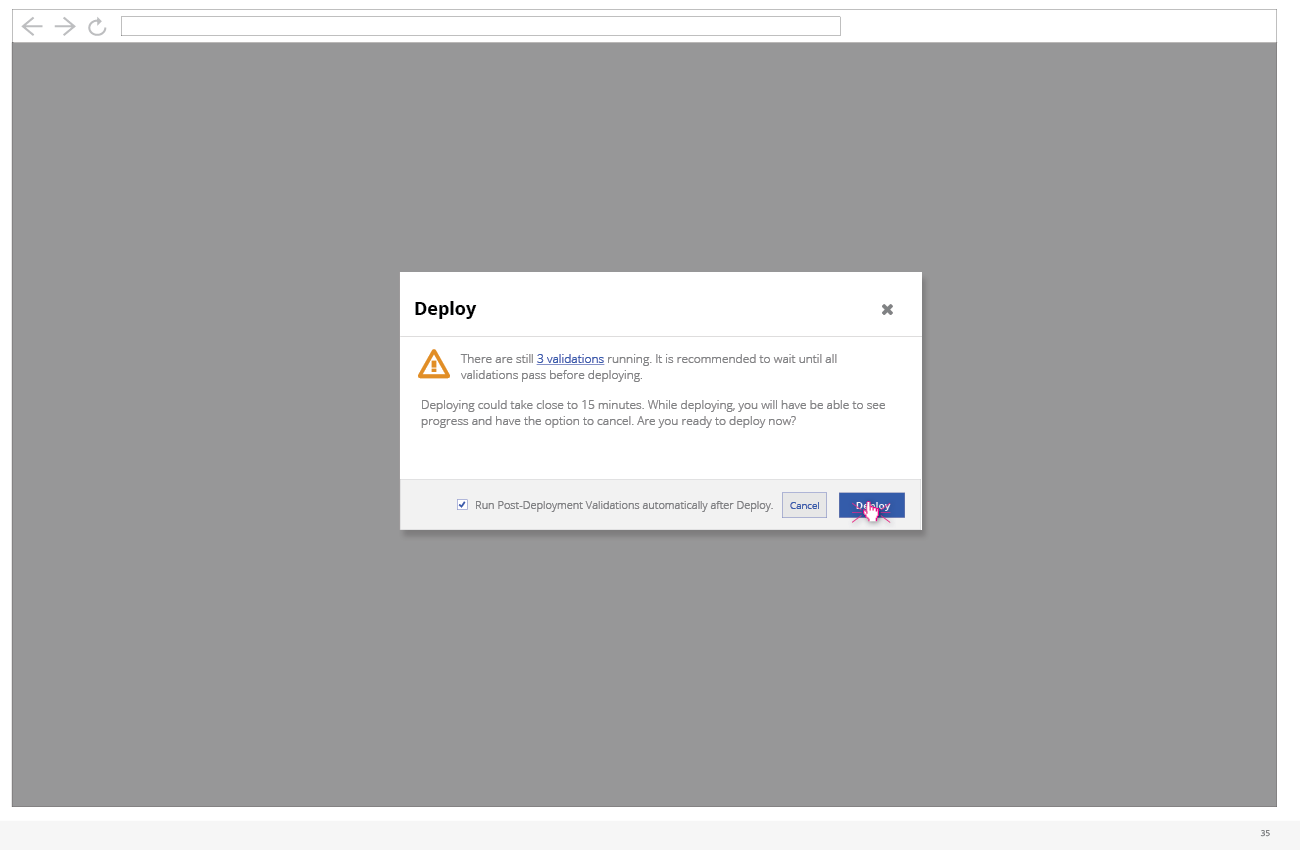 Deploy
There are still 3 validations running. It is recommended to wait until all
validations pass before deploying.
Deploying could take close to 15 minutes. While deploying, you will have be able to see
progress and have the option to cancel. Are you ready to deploy now?
Run Post-Deployment Validations automatically after Deploy.
Cancel
Deploy
35